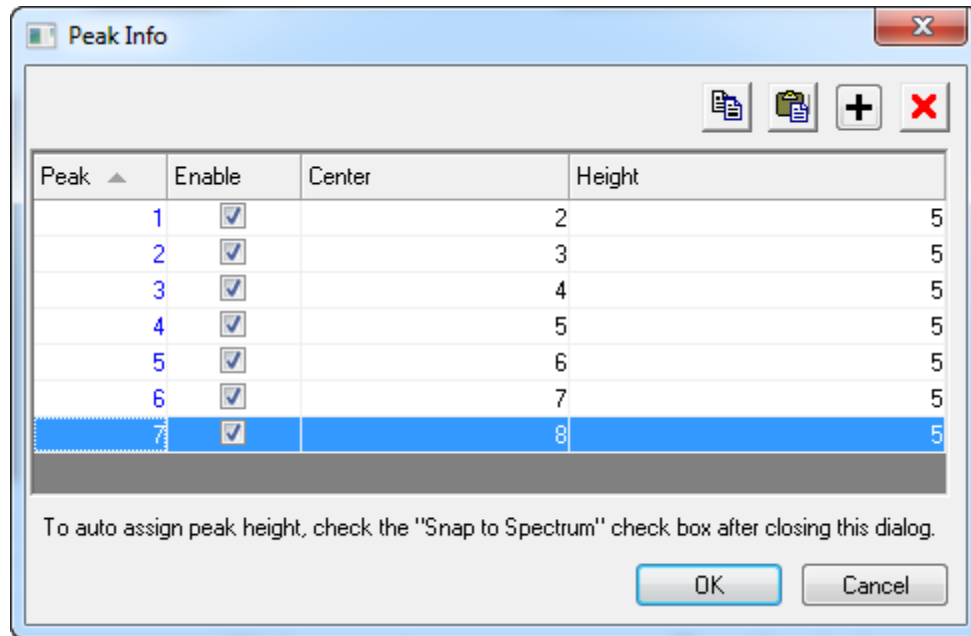 Peak Info
Peak Enable Center Height
1 2 5
2 3 5
3 4 5
4 5 5
5 6 5
6 7 5
7 8 5
To auto assign peak height, check the "Snap to Spectrum" check box after closing this dialog.
OK Cancel